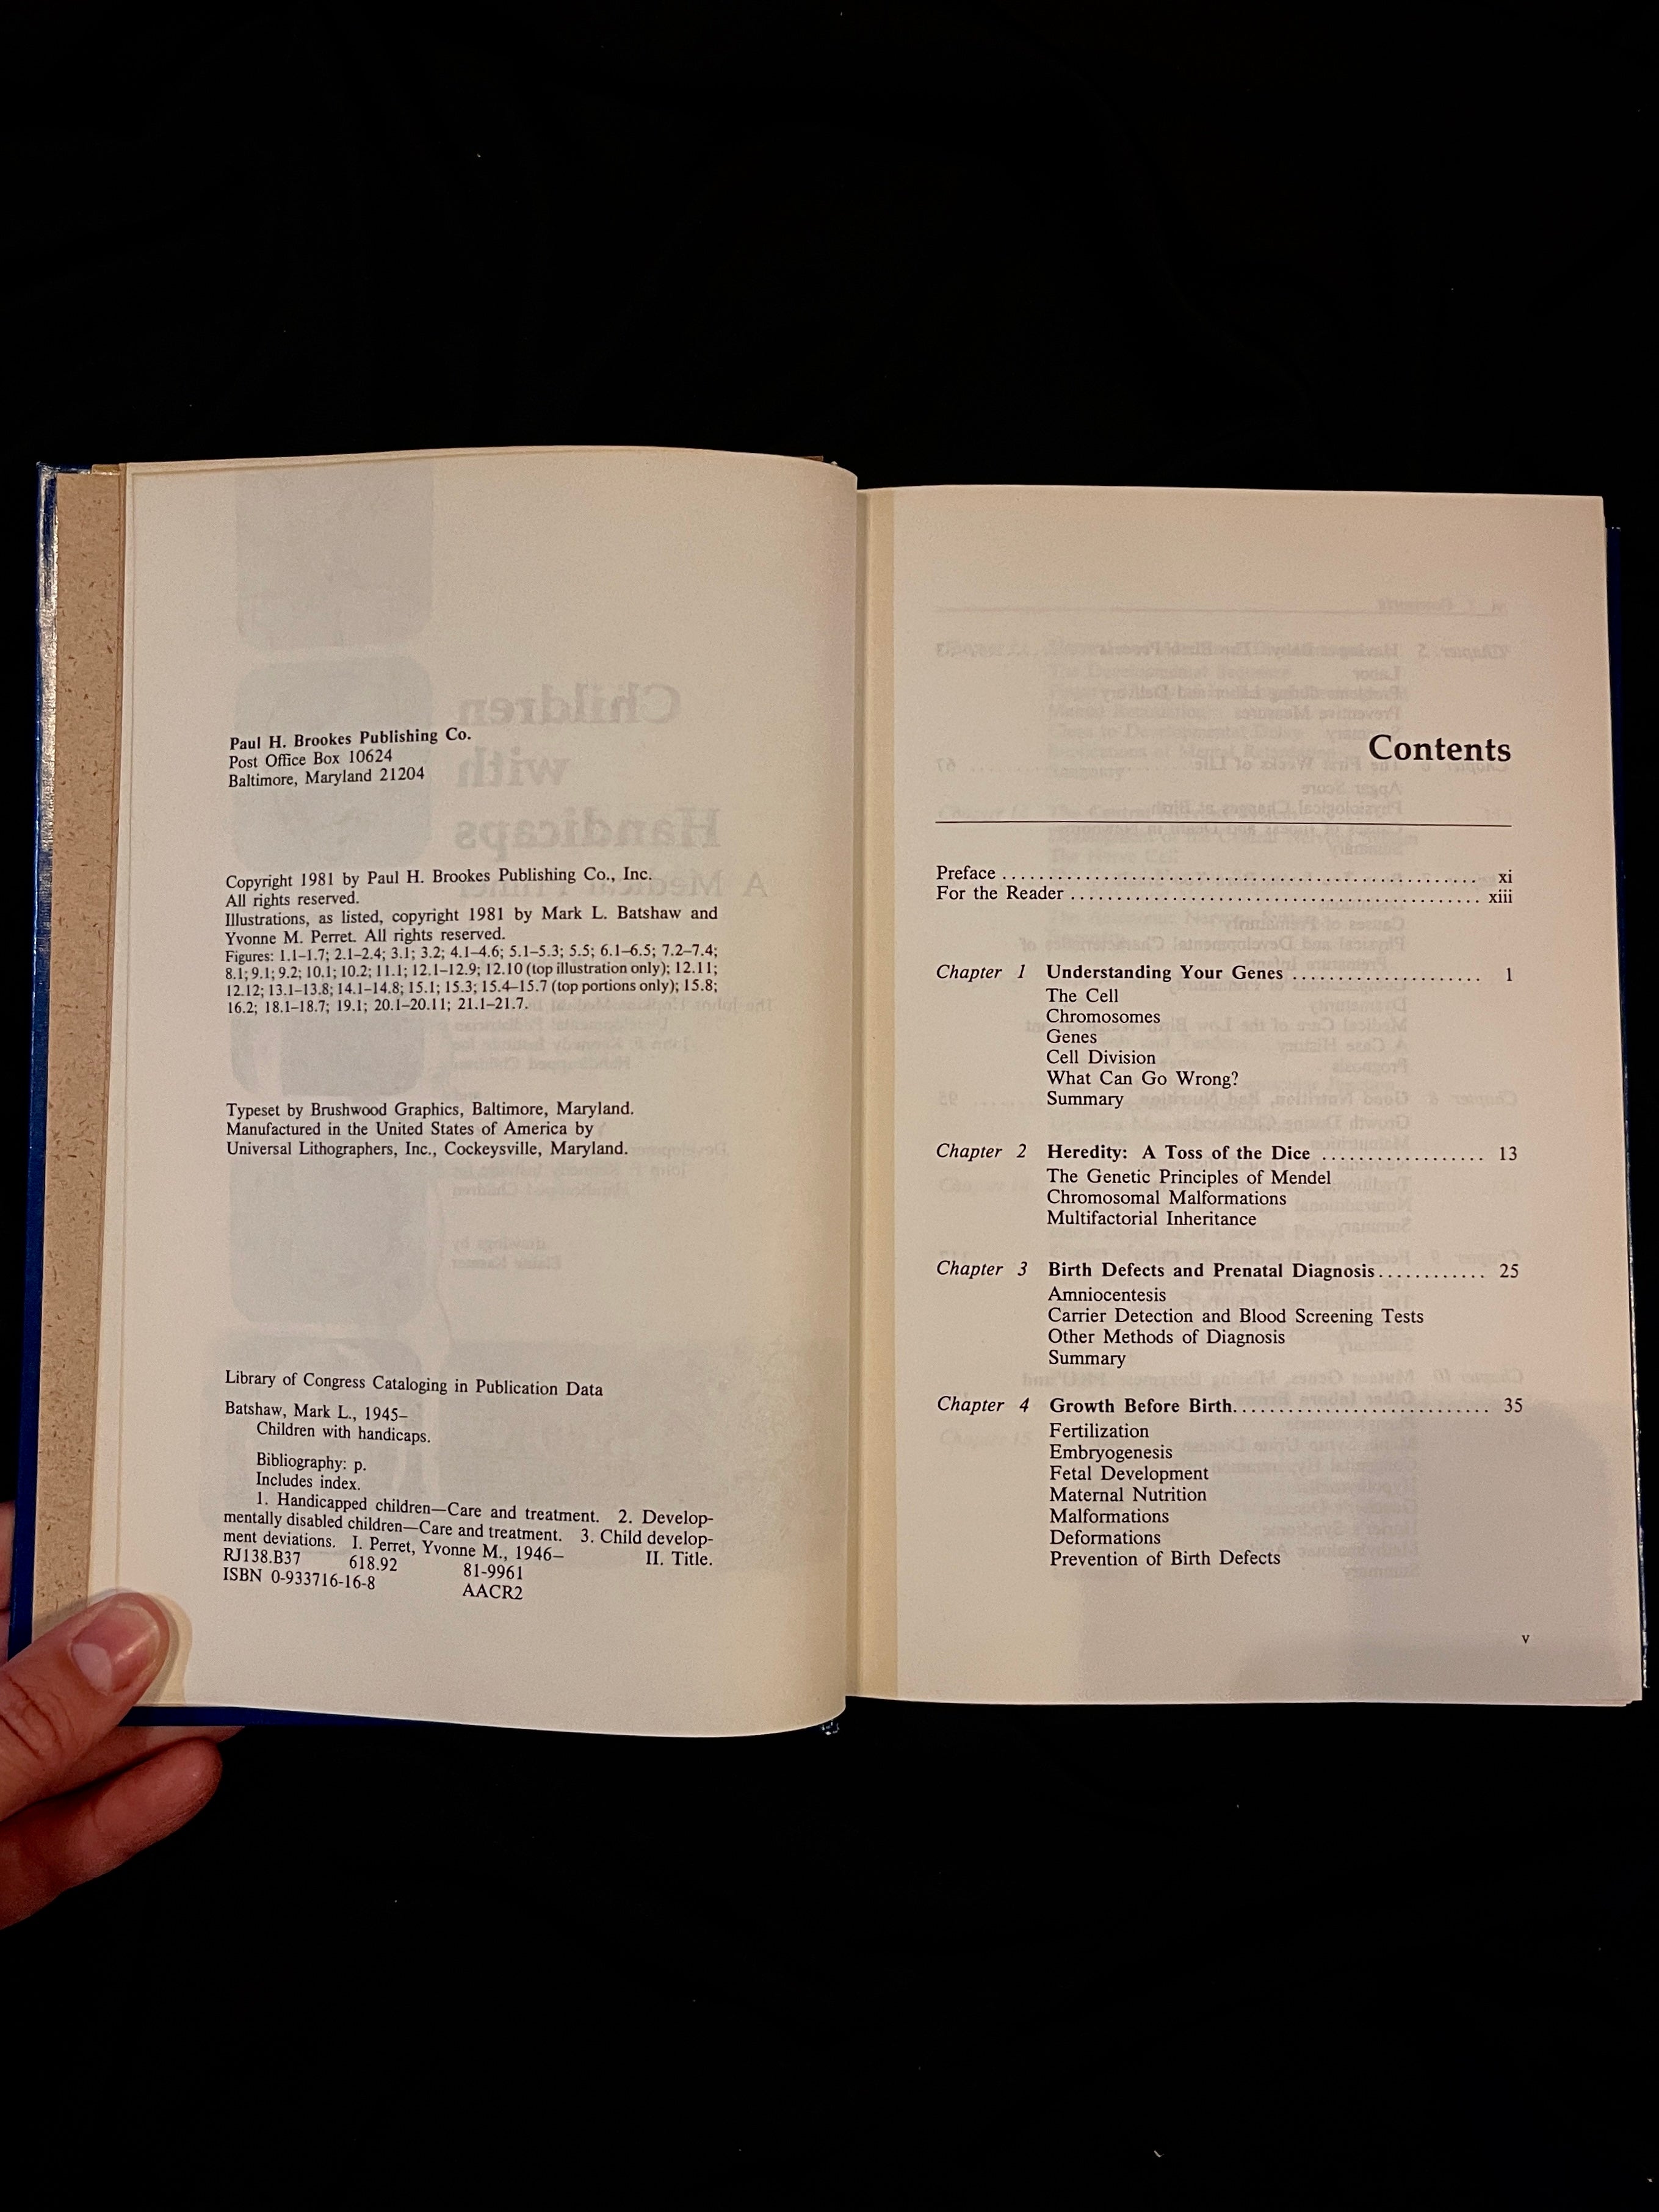 Paul H. Brookes Publishing Co.
Post Office Box 10624
Baltimore, Maryland 21204
Copyright 1981 by Paul H. Brookes Publishing Co., Inc.
All rights reserved.
Illustrations, as listed, copyright 1981 by Mark L. Batshaw and
Yvonne M. Perret. All rights reserved.
Figures: 1.1–1.7; 2.1–2.4; 3.1; 3.2; 4.1–4.6; 5.1–5.3; 5.5; 6.1–6.5; 7.2–7.4;
8.1; 9.1; 9.2; 10.1; 10.2; 11.1; 12.1–12.9; 12.10 (top illustration only); 12.11;
12.12; 13.1–13.8; 14.1–14.8; 15.1; 15.3; 15.4–15.7 (top portions only); 15.8;
16.2; 18.1–18.7; 19.1; 20.1–20.11; 21.1–21.7.
Typeset by Brushwood Graphics, Baltimore, Maryland.
Manufactured in the United States of America by
Universal Lithographers, Inc., Cockeysville, Maryland.
Library of Congress Cataloging in Publication Data
Batshaw, Mark L., 1945–
Children with handicaps.
Bibliography: p.
Includes index.
1. Handicapped children—Care and treatment. 2. Develop-
mentally disabled children—Care and treatment. 3. Child develop-
ment deviations. I. Perret, Yvonne M., 1946– II. Title.
RJ138.B37 618.92 81-9961
ISBN 0-933716-16-8 AACR2
Contents
Preface ........................................ xi
For the Reader ........................................ xiii
Chapter 1 Understanding Your Genes ........................ 1
The Cell
Chromosomes
Genes
Cell Division
What Can Go Wrong?
Summary
Chapter 2 Heredity: A Toss of the Dice ................... 13
The Genetic Principles of Mendel
Chromosomal Malformations
Multifactorial Inheritance
Chapter 3 Birth Defects and Prenatal Diagnosis............ 25
Amniocentesis
Carrier Detection and Blood Screening Tests
Other Methods of Diagnosis
Summary
Chapter 4 Growth Before Birth............................ 35
Fertilization
Embryogenesis
Fetal Development
Maternal Nutrition
Malformations
Deformations
Prevention of Birth Defects
v